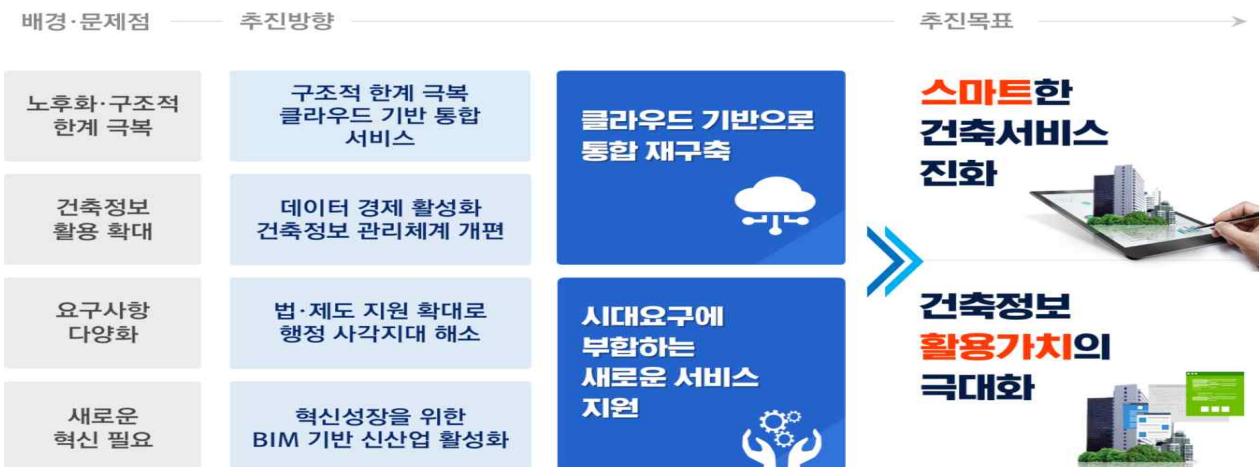 배경·문제점
추진방향
추진목표
노후화·구조적
한계 극복
구조적 한계 극복
클라우드 기반 통합
서비스
클라우드 기반으로
통합 재구축
스마트한
건축서비스
진화
건축정보
활용 확대
데이터 경제 활성화
건축정보 관리체계 개편
요구사항
다양화
법·제도 지원 확대로
행정 사각지대 해소
시대요구에
부합하는
새로운 서비스
지원
건축정보
활용가치의
극대화
새로운
혁신 필요
혁신성장을 위한
BIM 기반 신산업 활성화